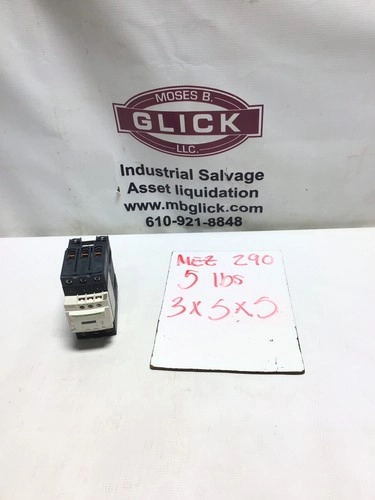 MOSES B.
GLICK
LLC.
Industrial Salvage
Asset liquidation
www.mbglick.com
610-921-8848
MEZ 290
5 lbs
3x5x5